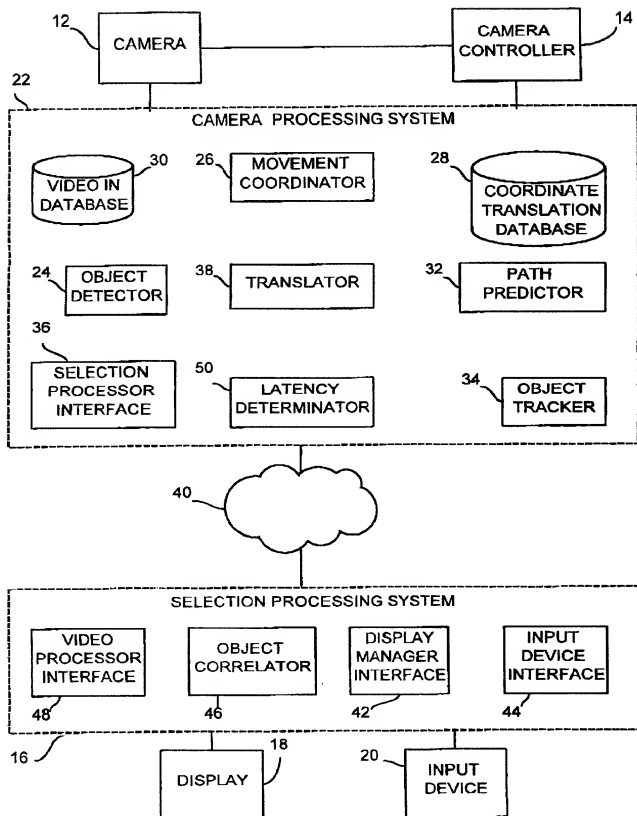 12
CAMERA
CAMERA
CONTROLLER
14
22
CAMERA PROCESSING SYSTEM
VIDEO IN
DATABASE
30
26
MOVEMENT
COORDINATOR
28
COORDINATE
TRANSLATION
DATABASE
24
OBJECT
DETECTOR
38
TRANSLATOR
32
PATH
PREDICTOR
36
SELECTION
PROCESSOR
INTERFACE
50
LATENCY
DETERMINATOR
34
OBJECT
TRACKER
40
SELECTION PROCESSING SYSTEM
VIDEO
PROCESSOR
INTERFACE
48
OBJECT
CORRELATOR
46
DISPLAY
MANAGER
INTERFACE
42
INPUT
DEVICE
INTERFACE
44
16
DISPLAY
18
20
INPUT
DEVICE